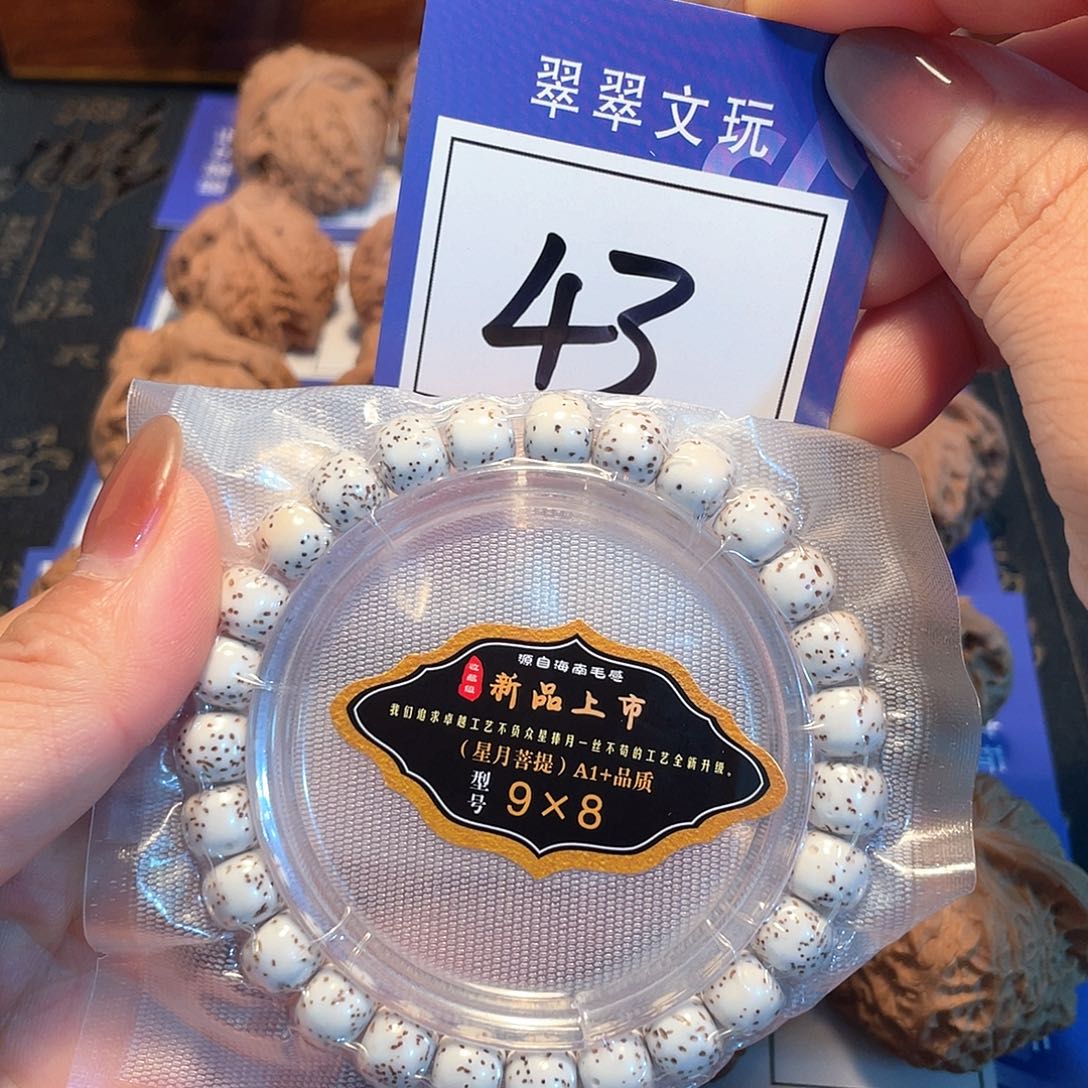 翠翠文玩
43
源自海南毛感
新品上市
我们追求卓越工艺不负众星捧月一丝不苟的工艺全新升级。
（星月菩提）A1+品质
型号
9×8